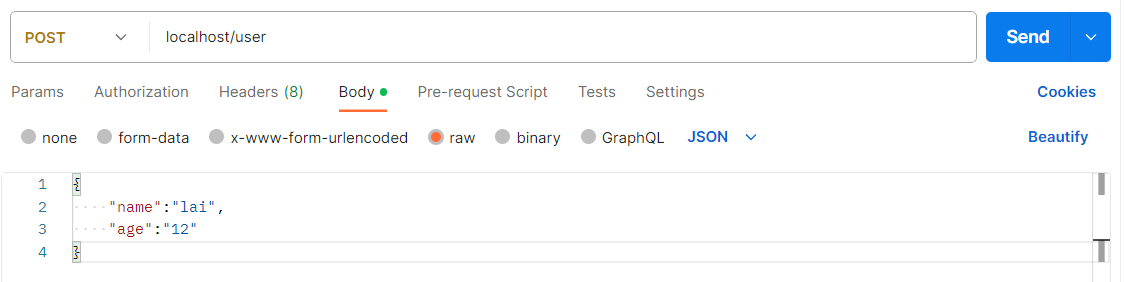 POST localhost/user Send
Params Authorization Headers (8) Body Pre-request Script Tests Settings Cookies
none form-data x-www-form-urlencoded raw binary GraphQL JSON Beautify
1 {
2 "name":"lai",
3 "age":"12"
4 }